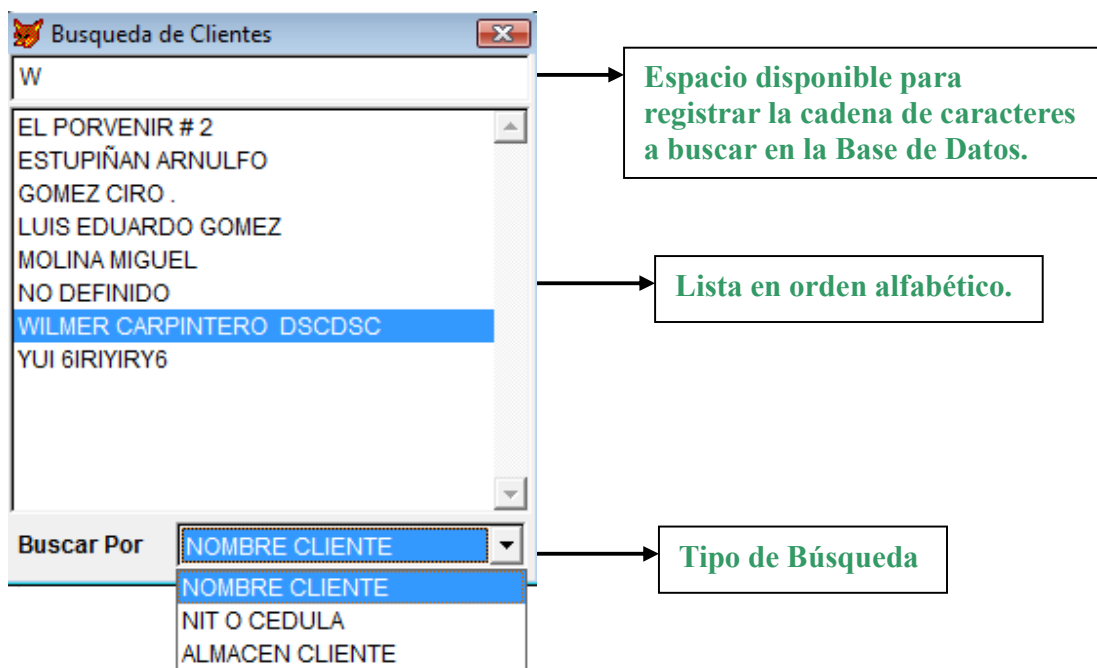 Busqueda de Clientes
W
EL PORVENIR # 2
ESTUPIÑAN ARNULFO
GOMEZ CIRO .
LUIS EDUARDO GOMEZ
MOLINA MIGUEL
NO DEFINIDO
WILMER CARPINTERO  DSCDSC
YUI 6IRIYIRY6
Buscar Por
NOMBRE CLIENTE
NOMBRE CLIENTE
NIT O CEDULA
ALMACEN CLIENTE
Espacio disponible para
registrar la cadena de caracteres
a buscar en la Base de Datos.
Lista en orden alfabético.
Tipo de Búsqueda